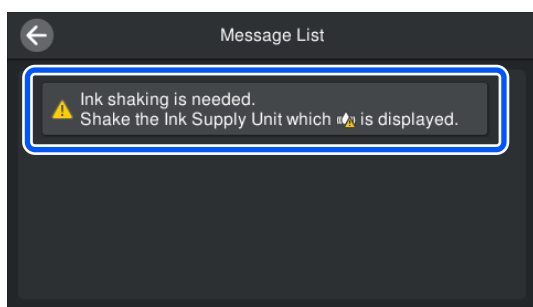 Message List
Ink shaking is needed.
Shake the Ink Supply Unit which is displayed.